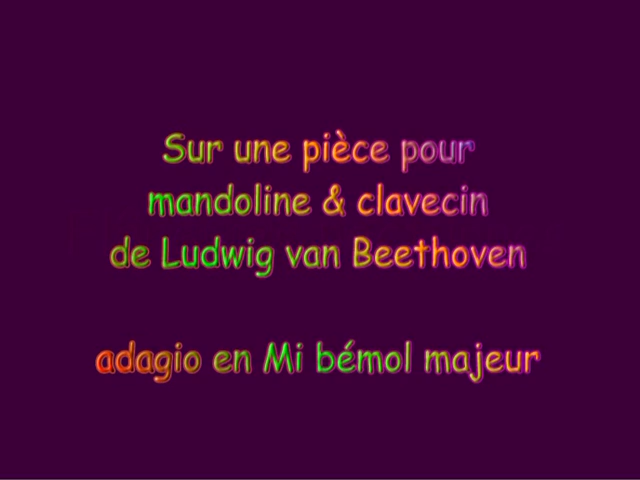 Sur une pièce pour
mandoline & clavecin
de Ludwig van Beethoven
adagio en Mi bémol majeur